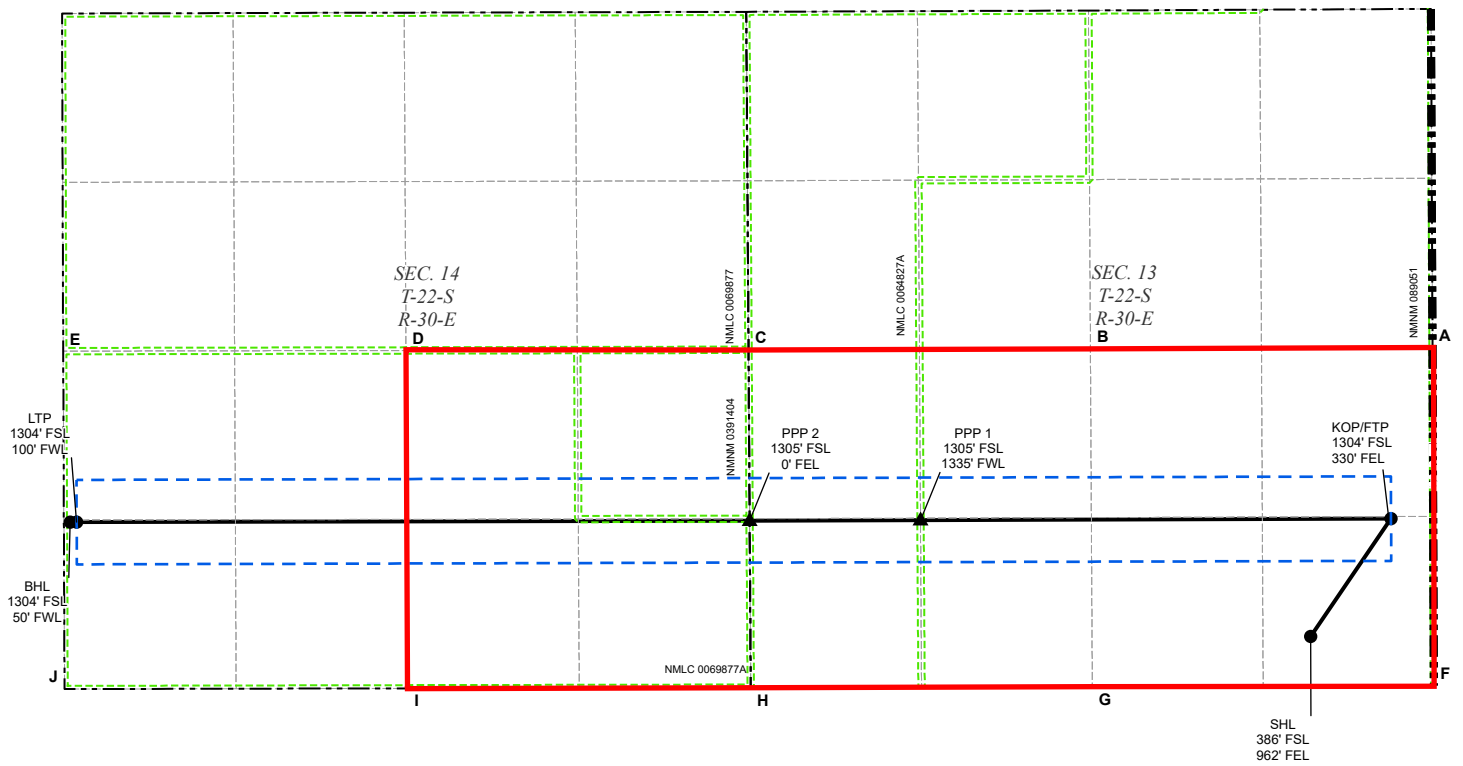 SEC. 14
T-22-S
R-30-E
NMLC 0069877
NMLC 0064827A
SEC. 13
T-22-S
R-30-E
NMNM 089051
E
D
C
B
A
LTP
1304' FSL
100' FWL
NMNM 0391404
PPP 2
1305' FSL
0' FEL
PPP 1
1305' FSL
1335' FWL
KOP/FTP
1304' FSL
330' FEL
BHL
1304' FSL
50' FWL
NMLC 0069877A
J
I
H
G
F
SHL
386' FSL
962' FEL